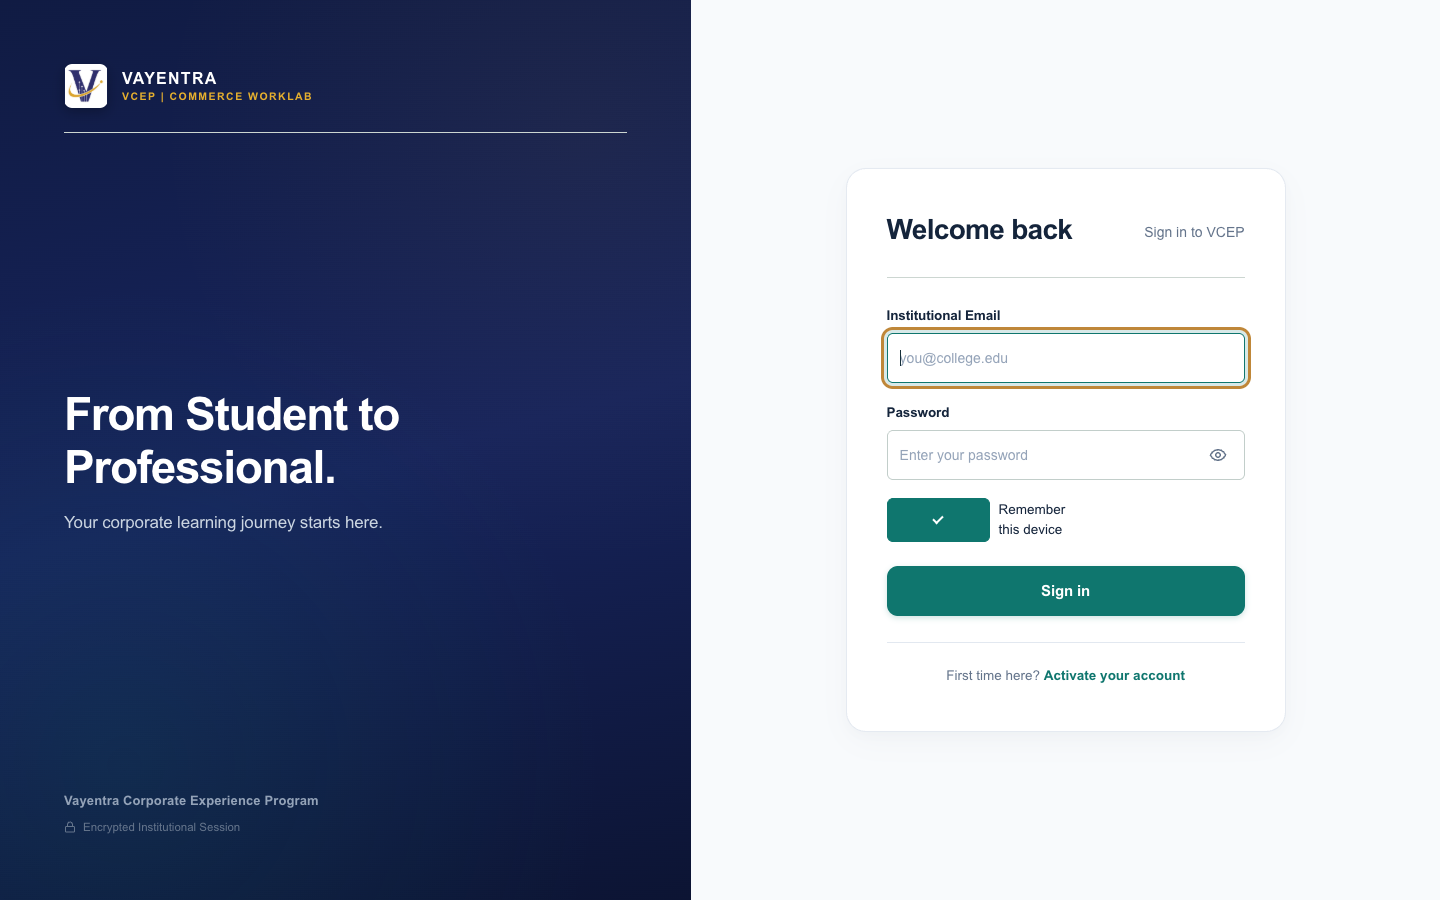 VAYENTRA
VCEP | COMMERCE WORKLAB
From Student to
Professional.
Your corporate learning journey starts here.
Vayentra Corporate Experience Program
Encrypted Institutional Session
Welcome back
Sign in to VCEP
Institutional Email
you@college.edu
Password
Enter your password
Remember
this device
Sign in
First time here? Activate your account